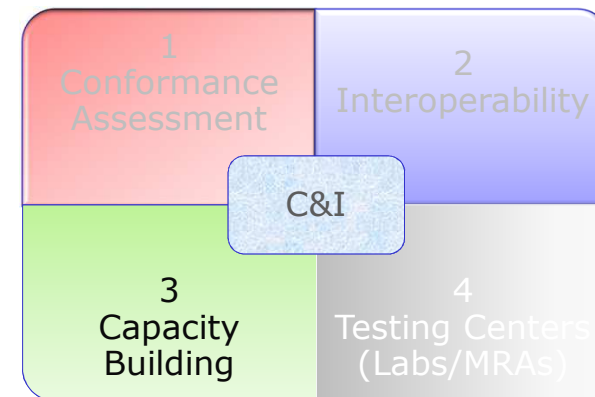 1
Conformance
Assessment
2
Interoperability
C&I
3
Capacity
Building
4
Testing Centers
(Labs/MRAs)